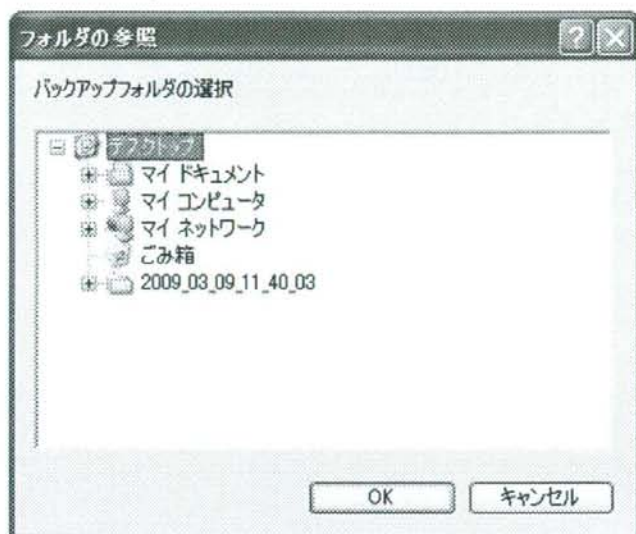 フォルダの参照
バックアップフォルダの選択
デスクトップ
マイ ドキュメント
マイ コンピュータ
マイ ネットワーク
ごみ箱
2009_03_09_11_40_03
OK
キャンセル